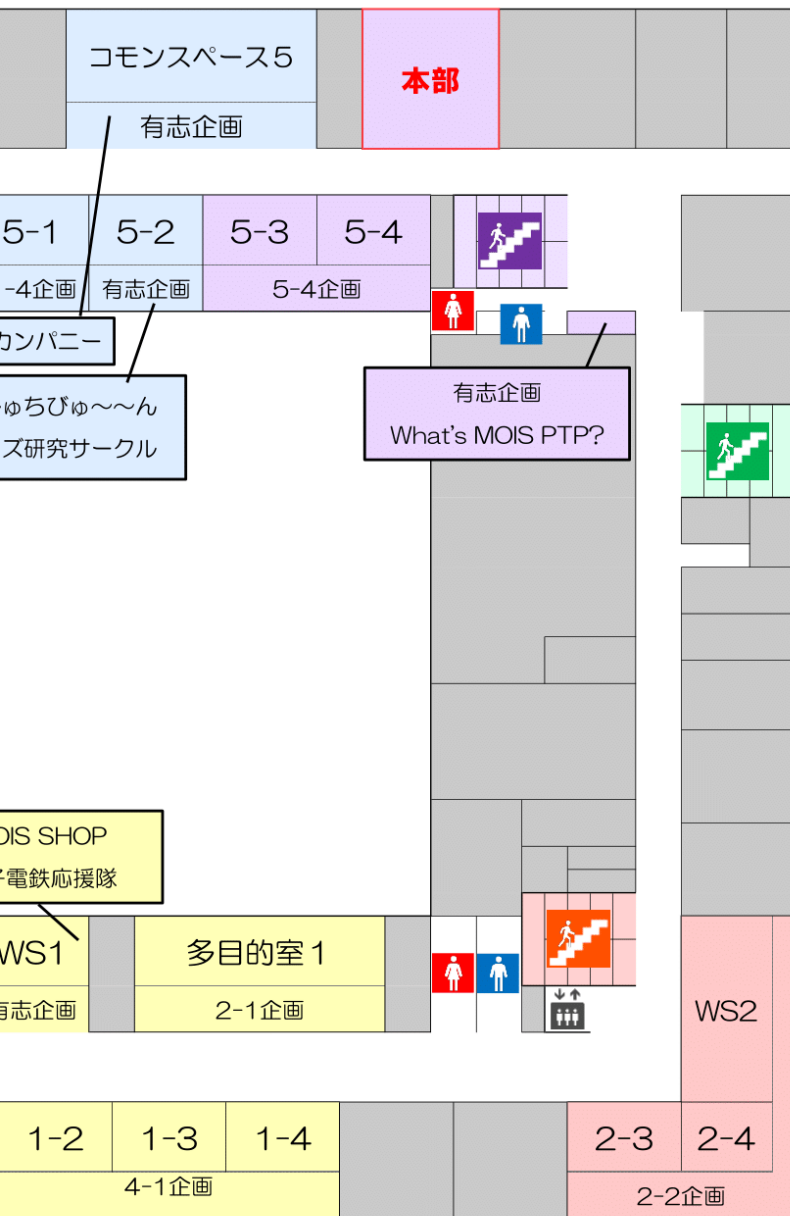 コモンスペース5
有志企画
本部
5-1
5-2
5-3
5-4
-4企画
有志企画
5-4企画
カンパニー
ゅちびゅ〜〜ん
ズ研究サークル
有志企画
What's MOIS PTP?
OIS SHOP
電鉄応援隊
WS1
多目的室1
有志企画
2-1企画
WS2
1-2
1-3
1-4
2-3
2-4
4-1企画
2-2企画